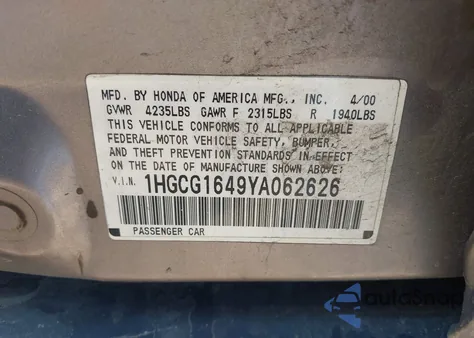 MFD. BY HONDA OF AMERICA MFG., INC. 4/00
GVWR 4235LBS GAWR F 2315LBS R 1940LBS
THIS VEHICLE CONFORMS TO ALL APPLICABLE
FEDERAL MOTOR VEHICLE SAFETY, BUMPER,
AND THEFT PREVENTION STANDARDS IN EFFECT
ON THE DATE OF MANUFACTURE SHOWN ABOVE.
V.I.N. 1HGCG1649YA062626
PASSENGER CAR
AutoSnap